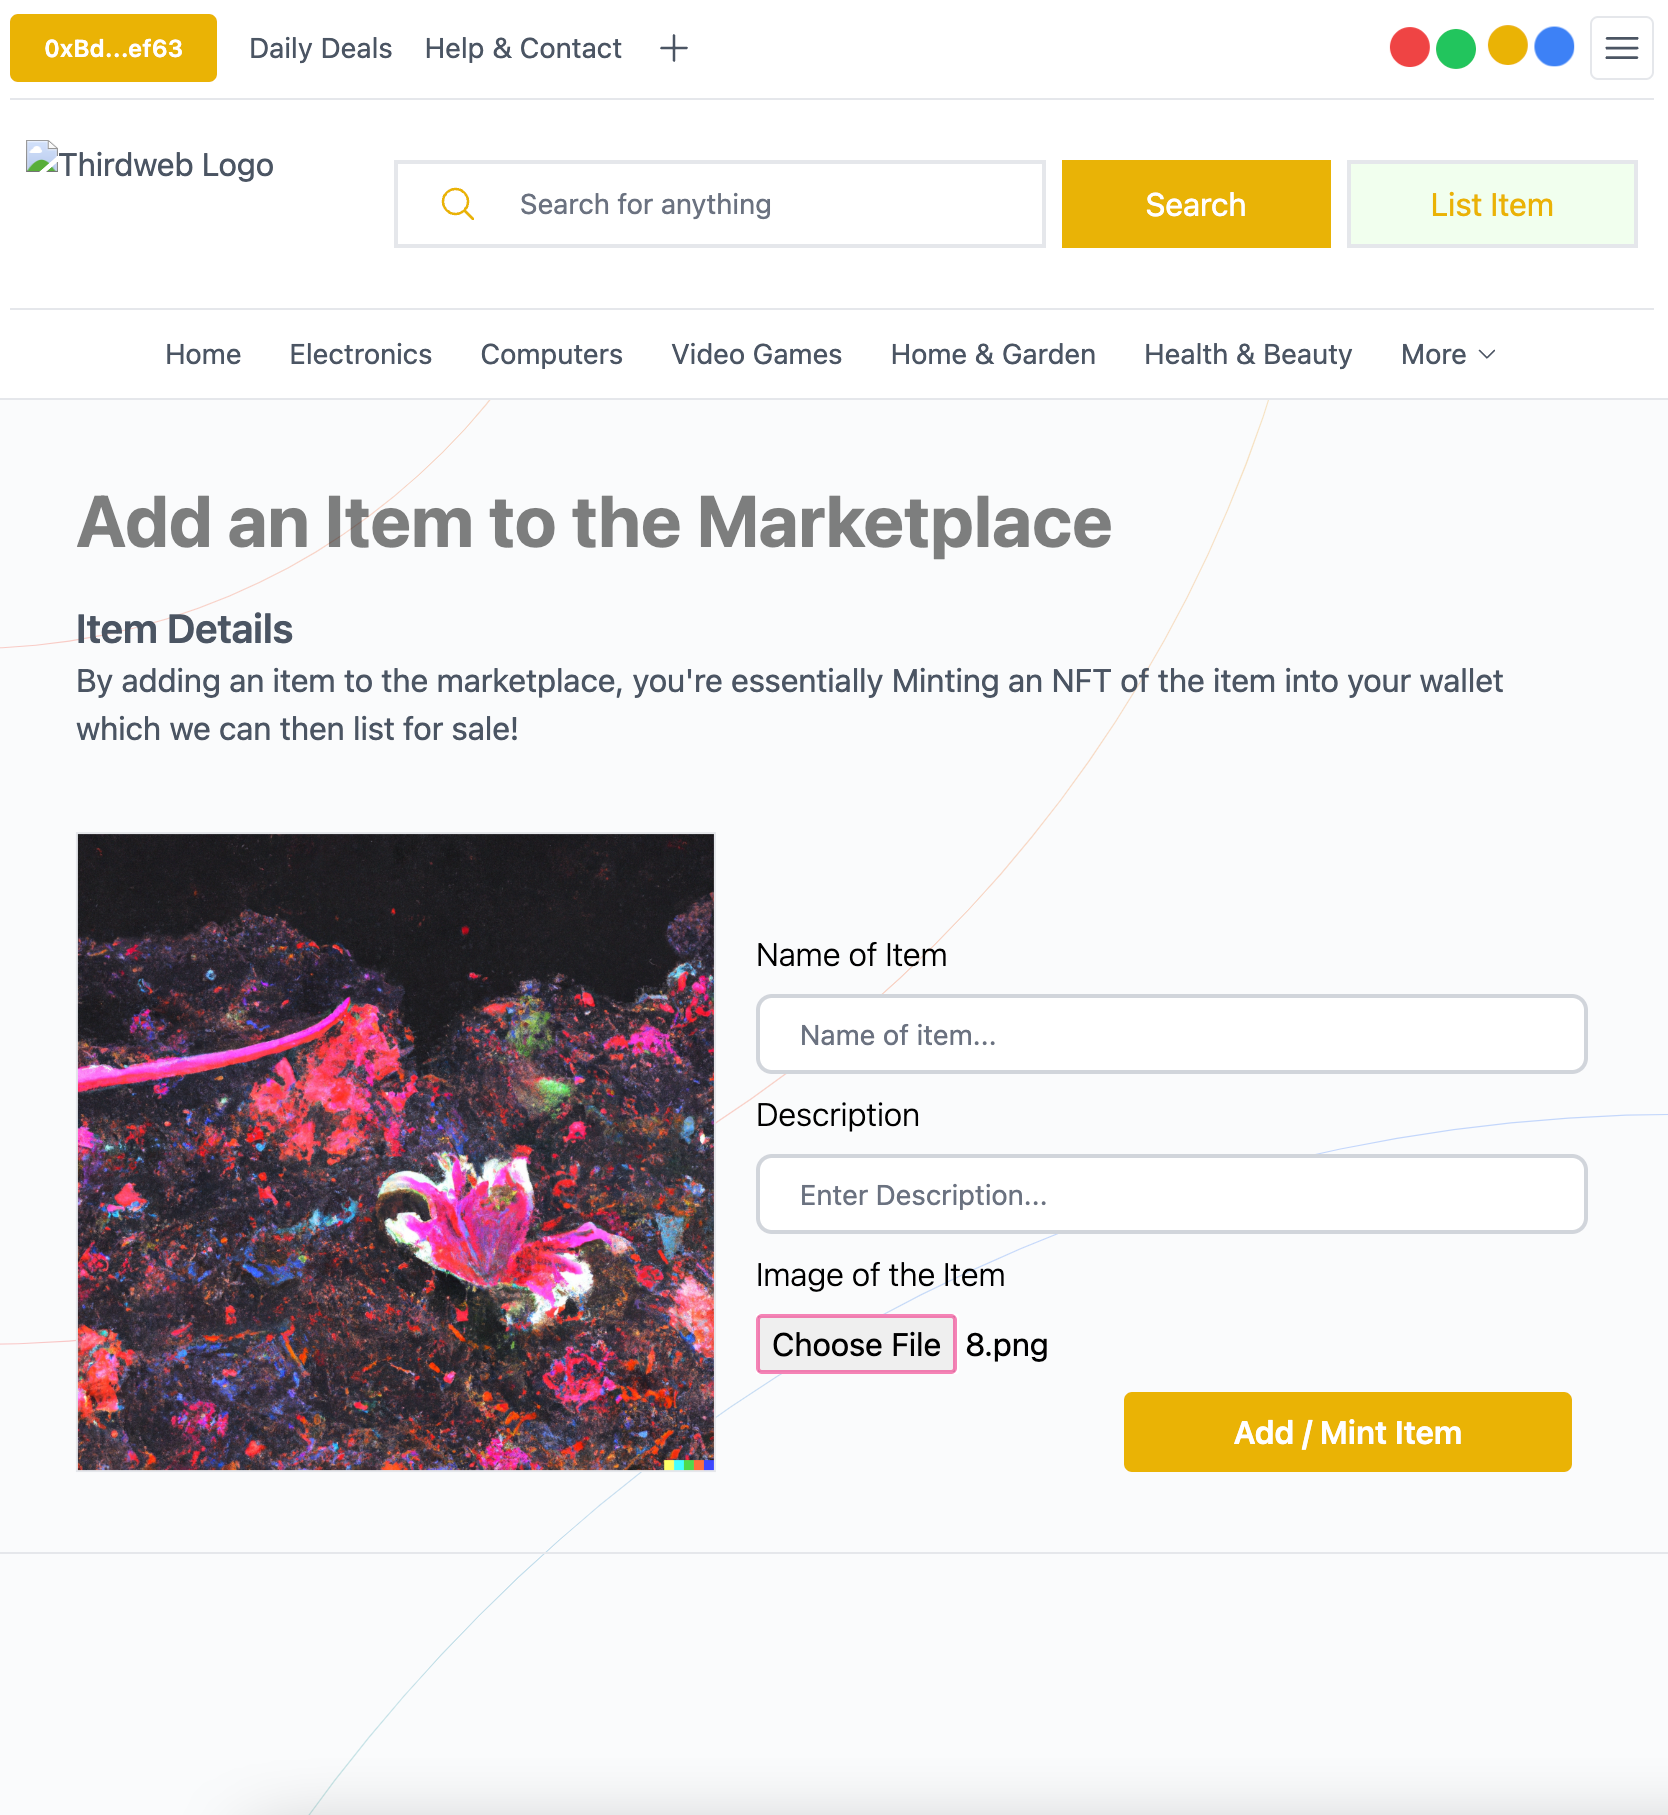 0xBd...ef63
Daily Deals
Help & Contact
Thirdweb Logo
Search for anything
Search
List Item
Home
Electronics
Computers
Video Games
Home & Garden
Health & Beauty
More
Add an Item to the Marketplace
Item Details
By adding an item to the marketplace, you're essentially Minting an NFT of the item into your wallet
which we can then list for sale!
Name of Item
Name of item...
Description
Enter Description...
Image of the Item
Choose File 8.png
Add / Mint Item